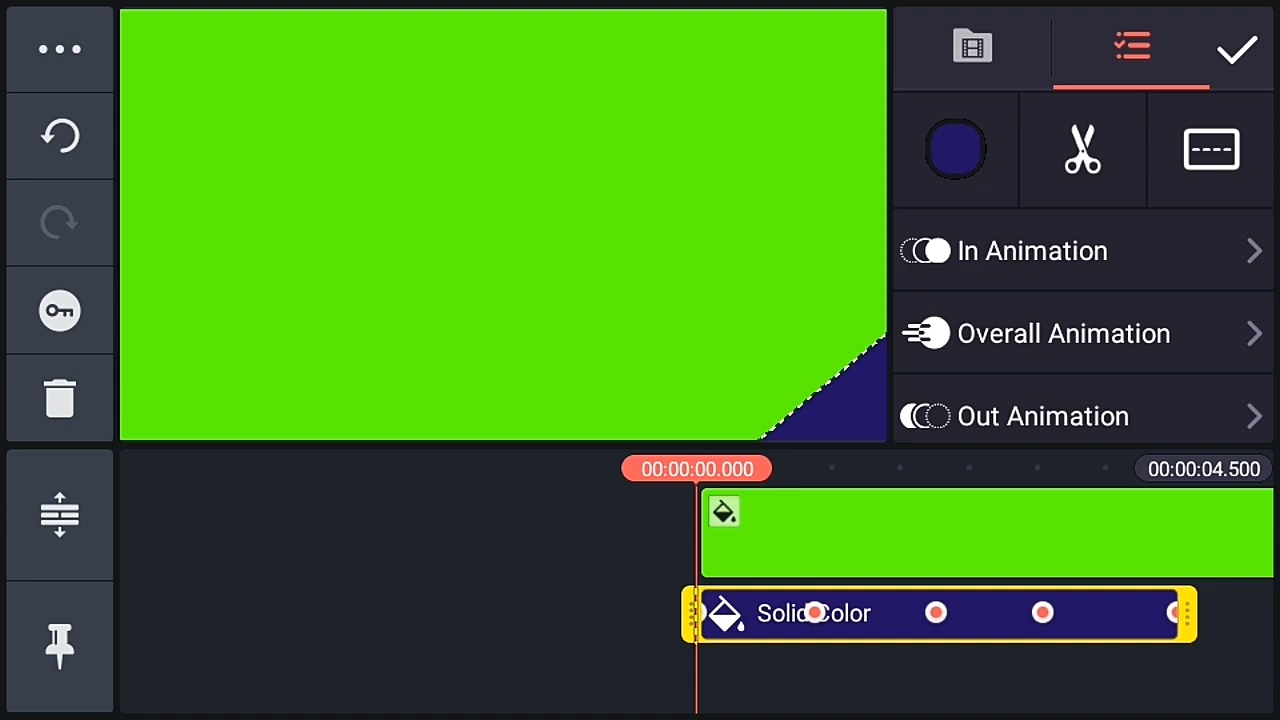 In Animation
Overall Animation
Out Animation
00:00:00.000
00:00:04.500
Solid Color